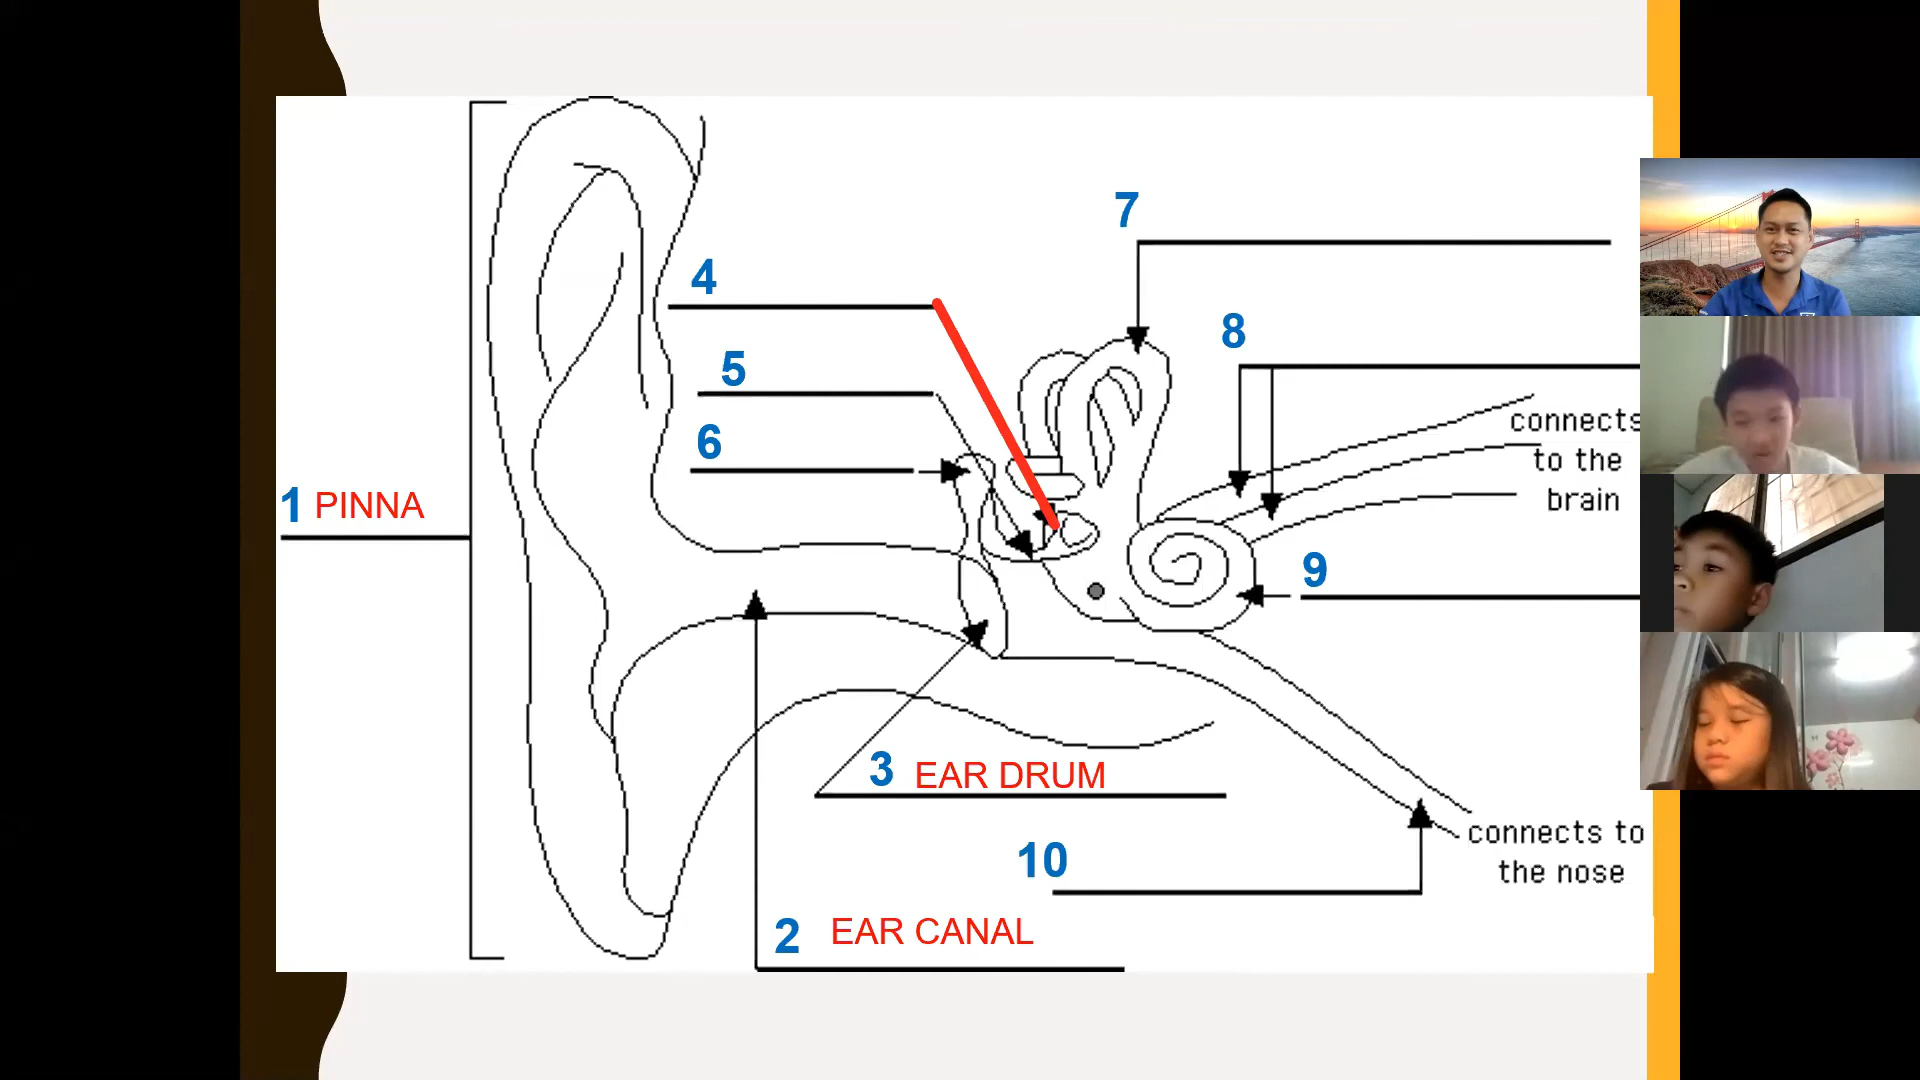 7
4
8
5
connects
6
to the
1 PINNA
brain
9
3 EAR DRUM
connects to
10
the nose
2 EAR CANAL